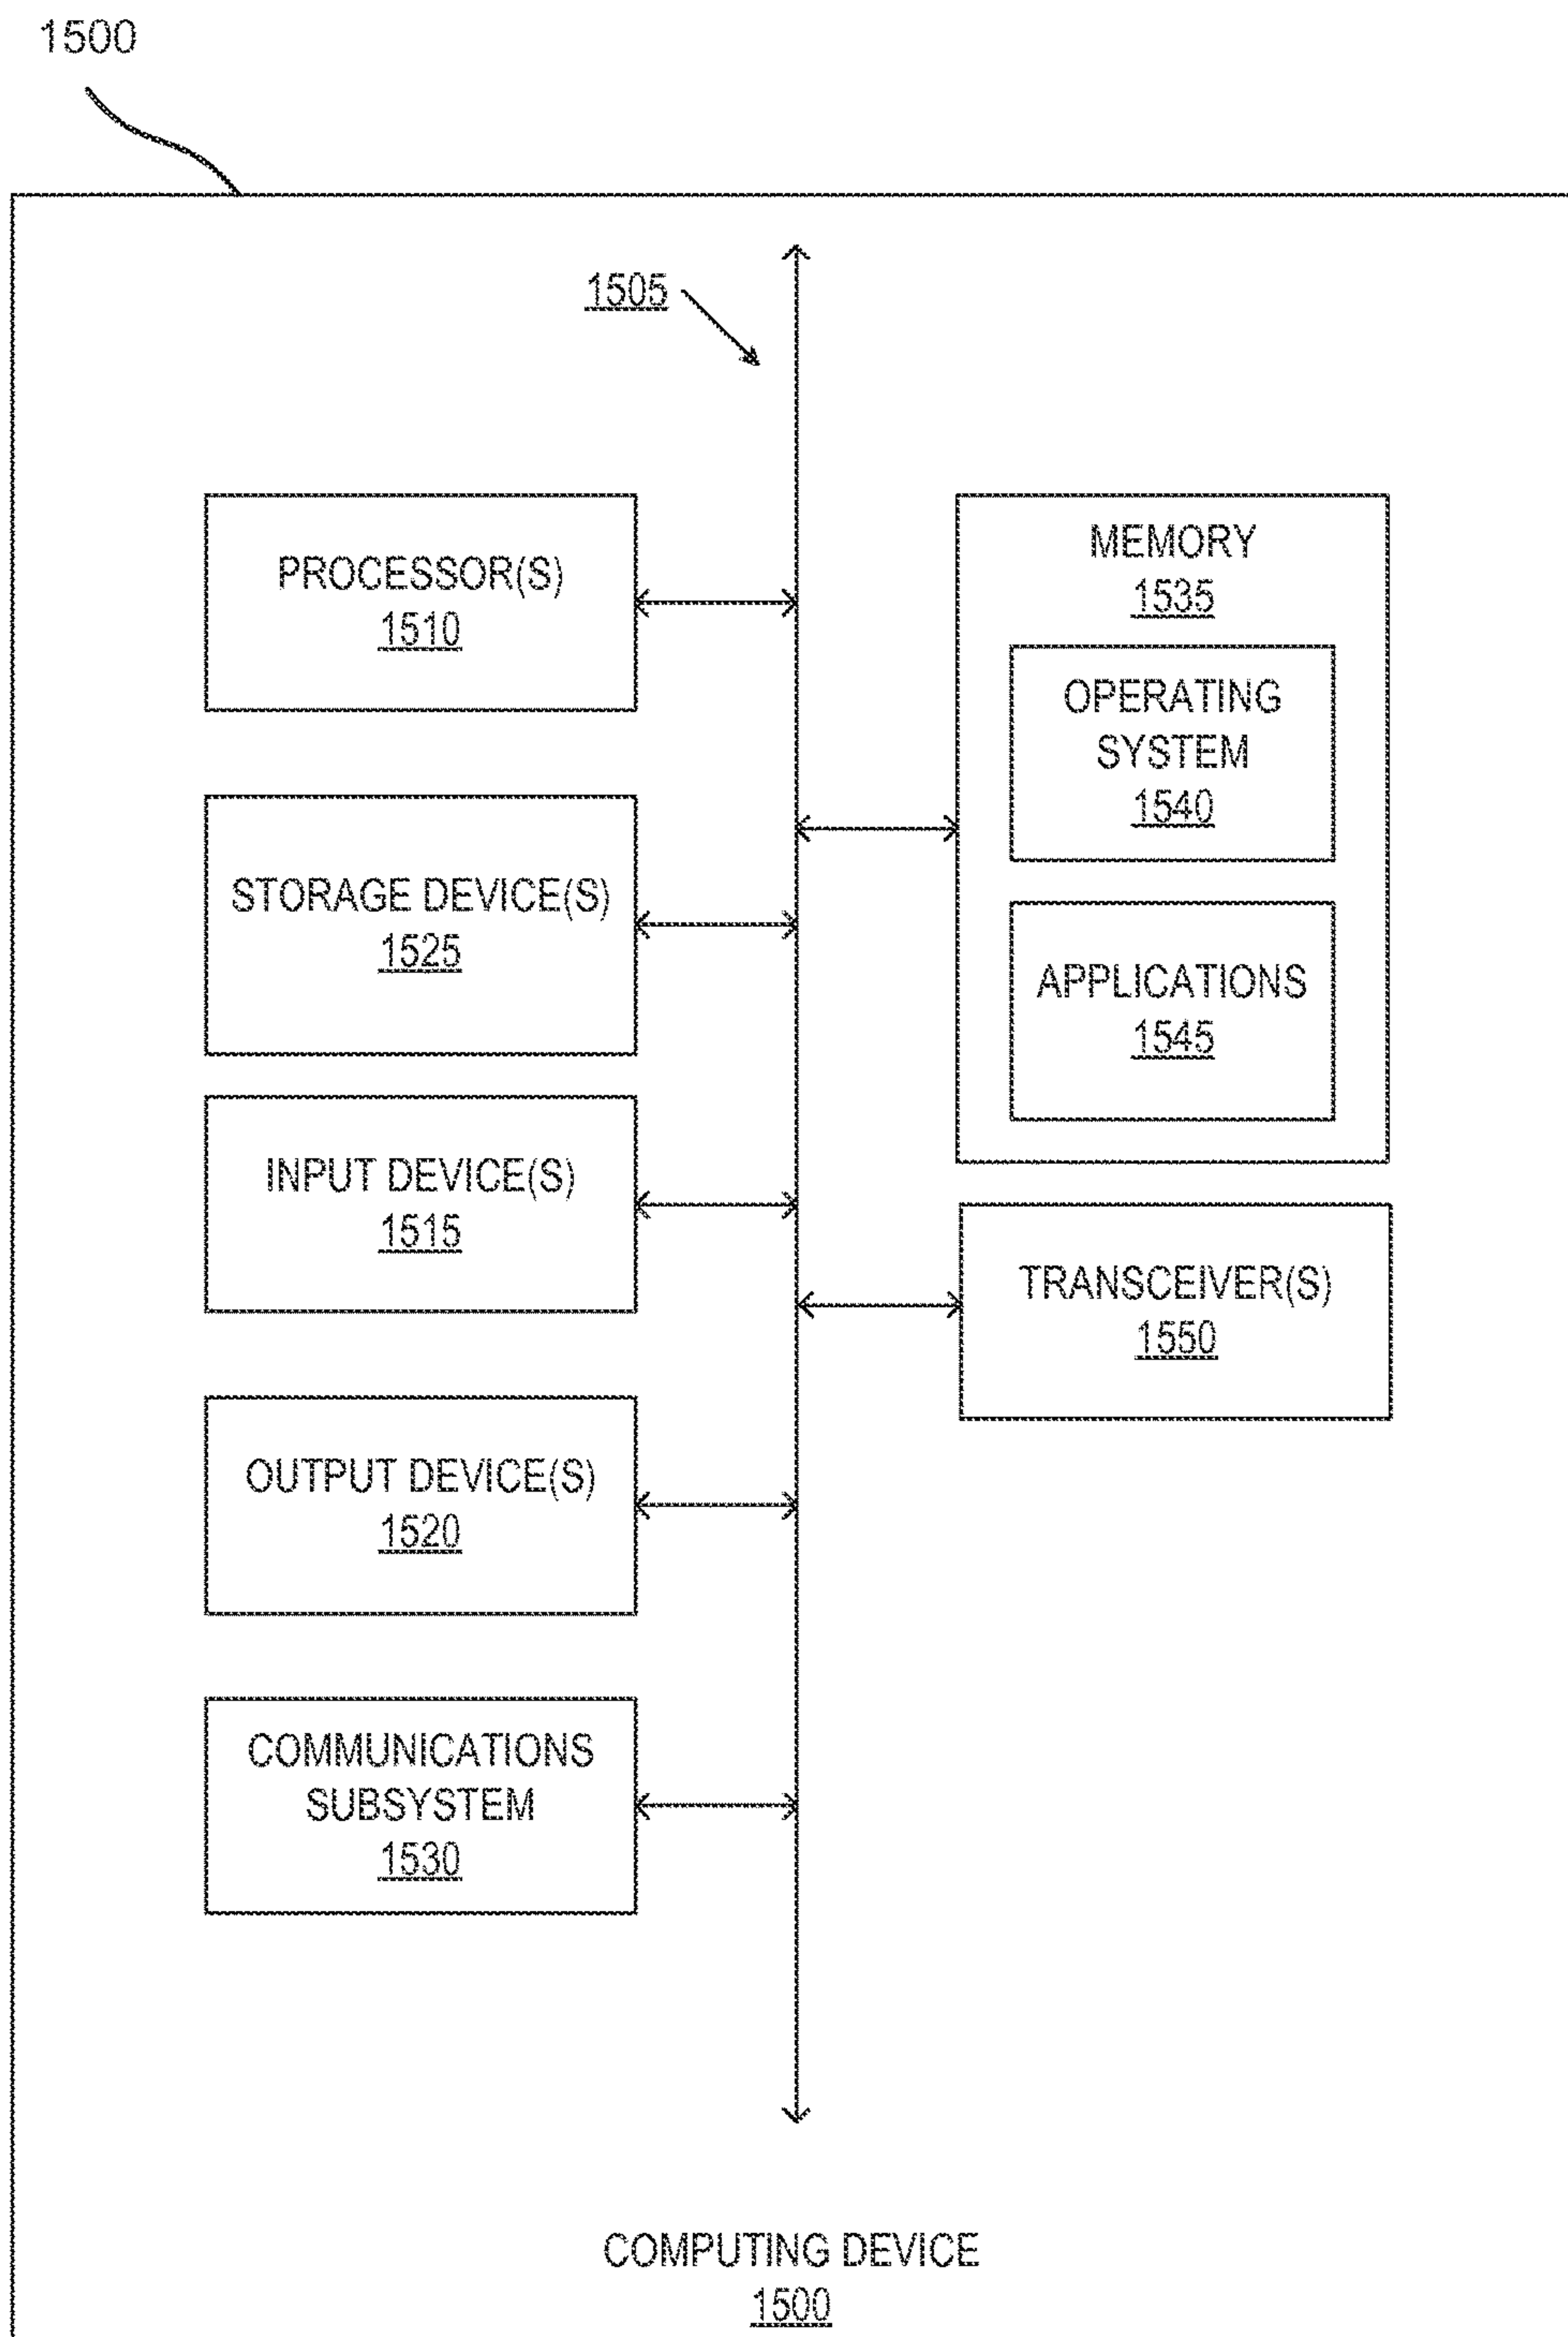 1500
1505
PROCESSOR(S)
1510
STORAGE DEVICE(S)
1525
INPUT DEVICE(S)
1515
OUTPUT DEVICE(S)
1520
COMMUNICATIONS
SUBSYSTEM
1530
MEMORY
1535
OPERATING
SYSTEM
1540
APPLICATIONS
1545
TRANSCEIVER(S)
1550
COMPUTING DEVICE
1500